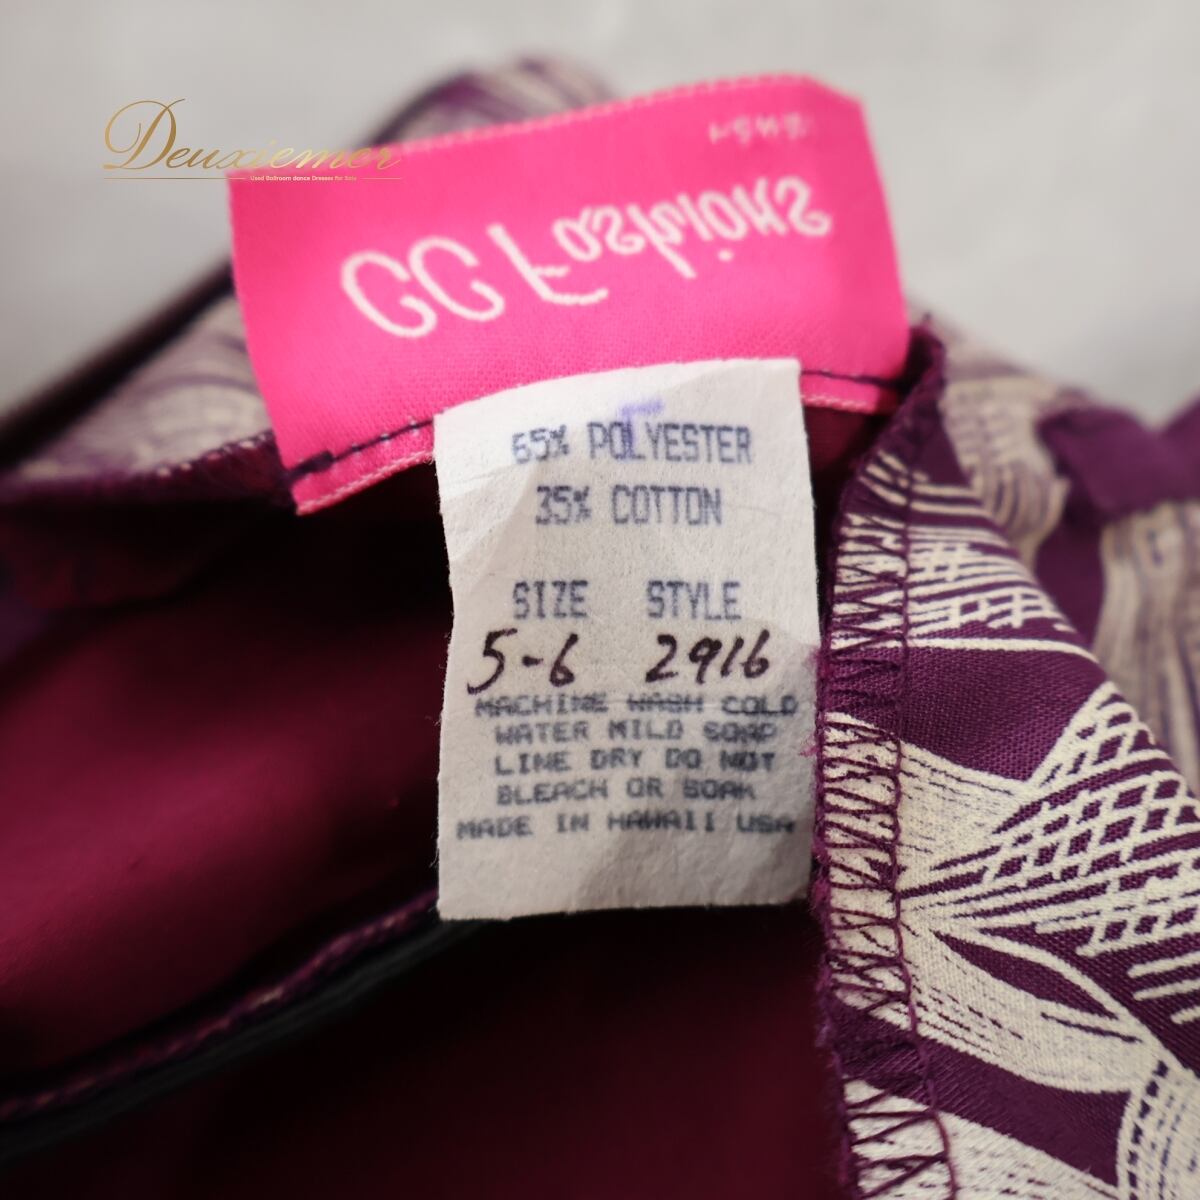 Deuxiemer
Used Ballroom dance Dresses for Sale
CC Fashions
65% POLYESTER
35% COTTON
SIZE STYLE
5-6 2916
MACHINE WASH COLD
WATER MILD SOAP
LINE DRY DO NOT
BLEACH OR SOAK
MADE IN HAWAII USA